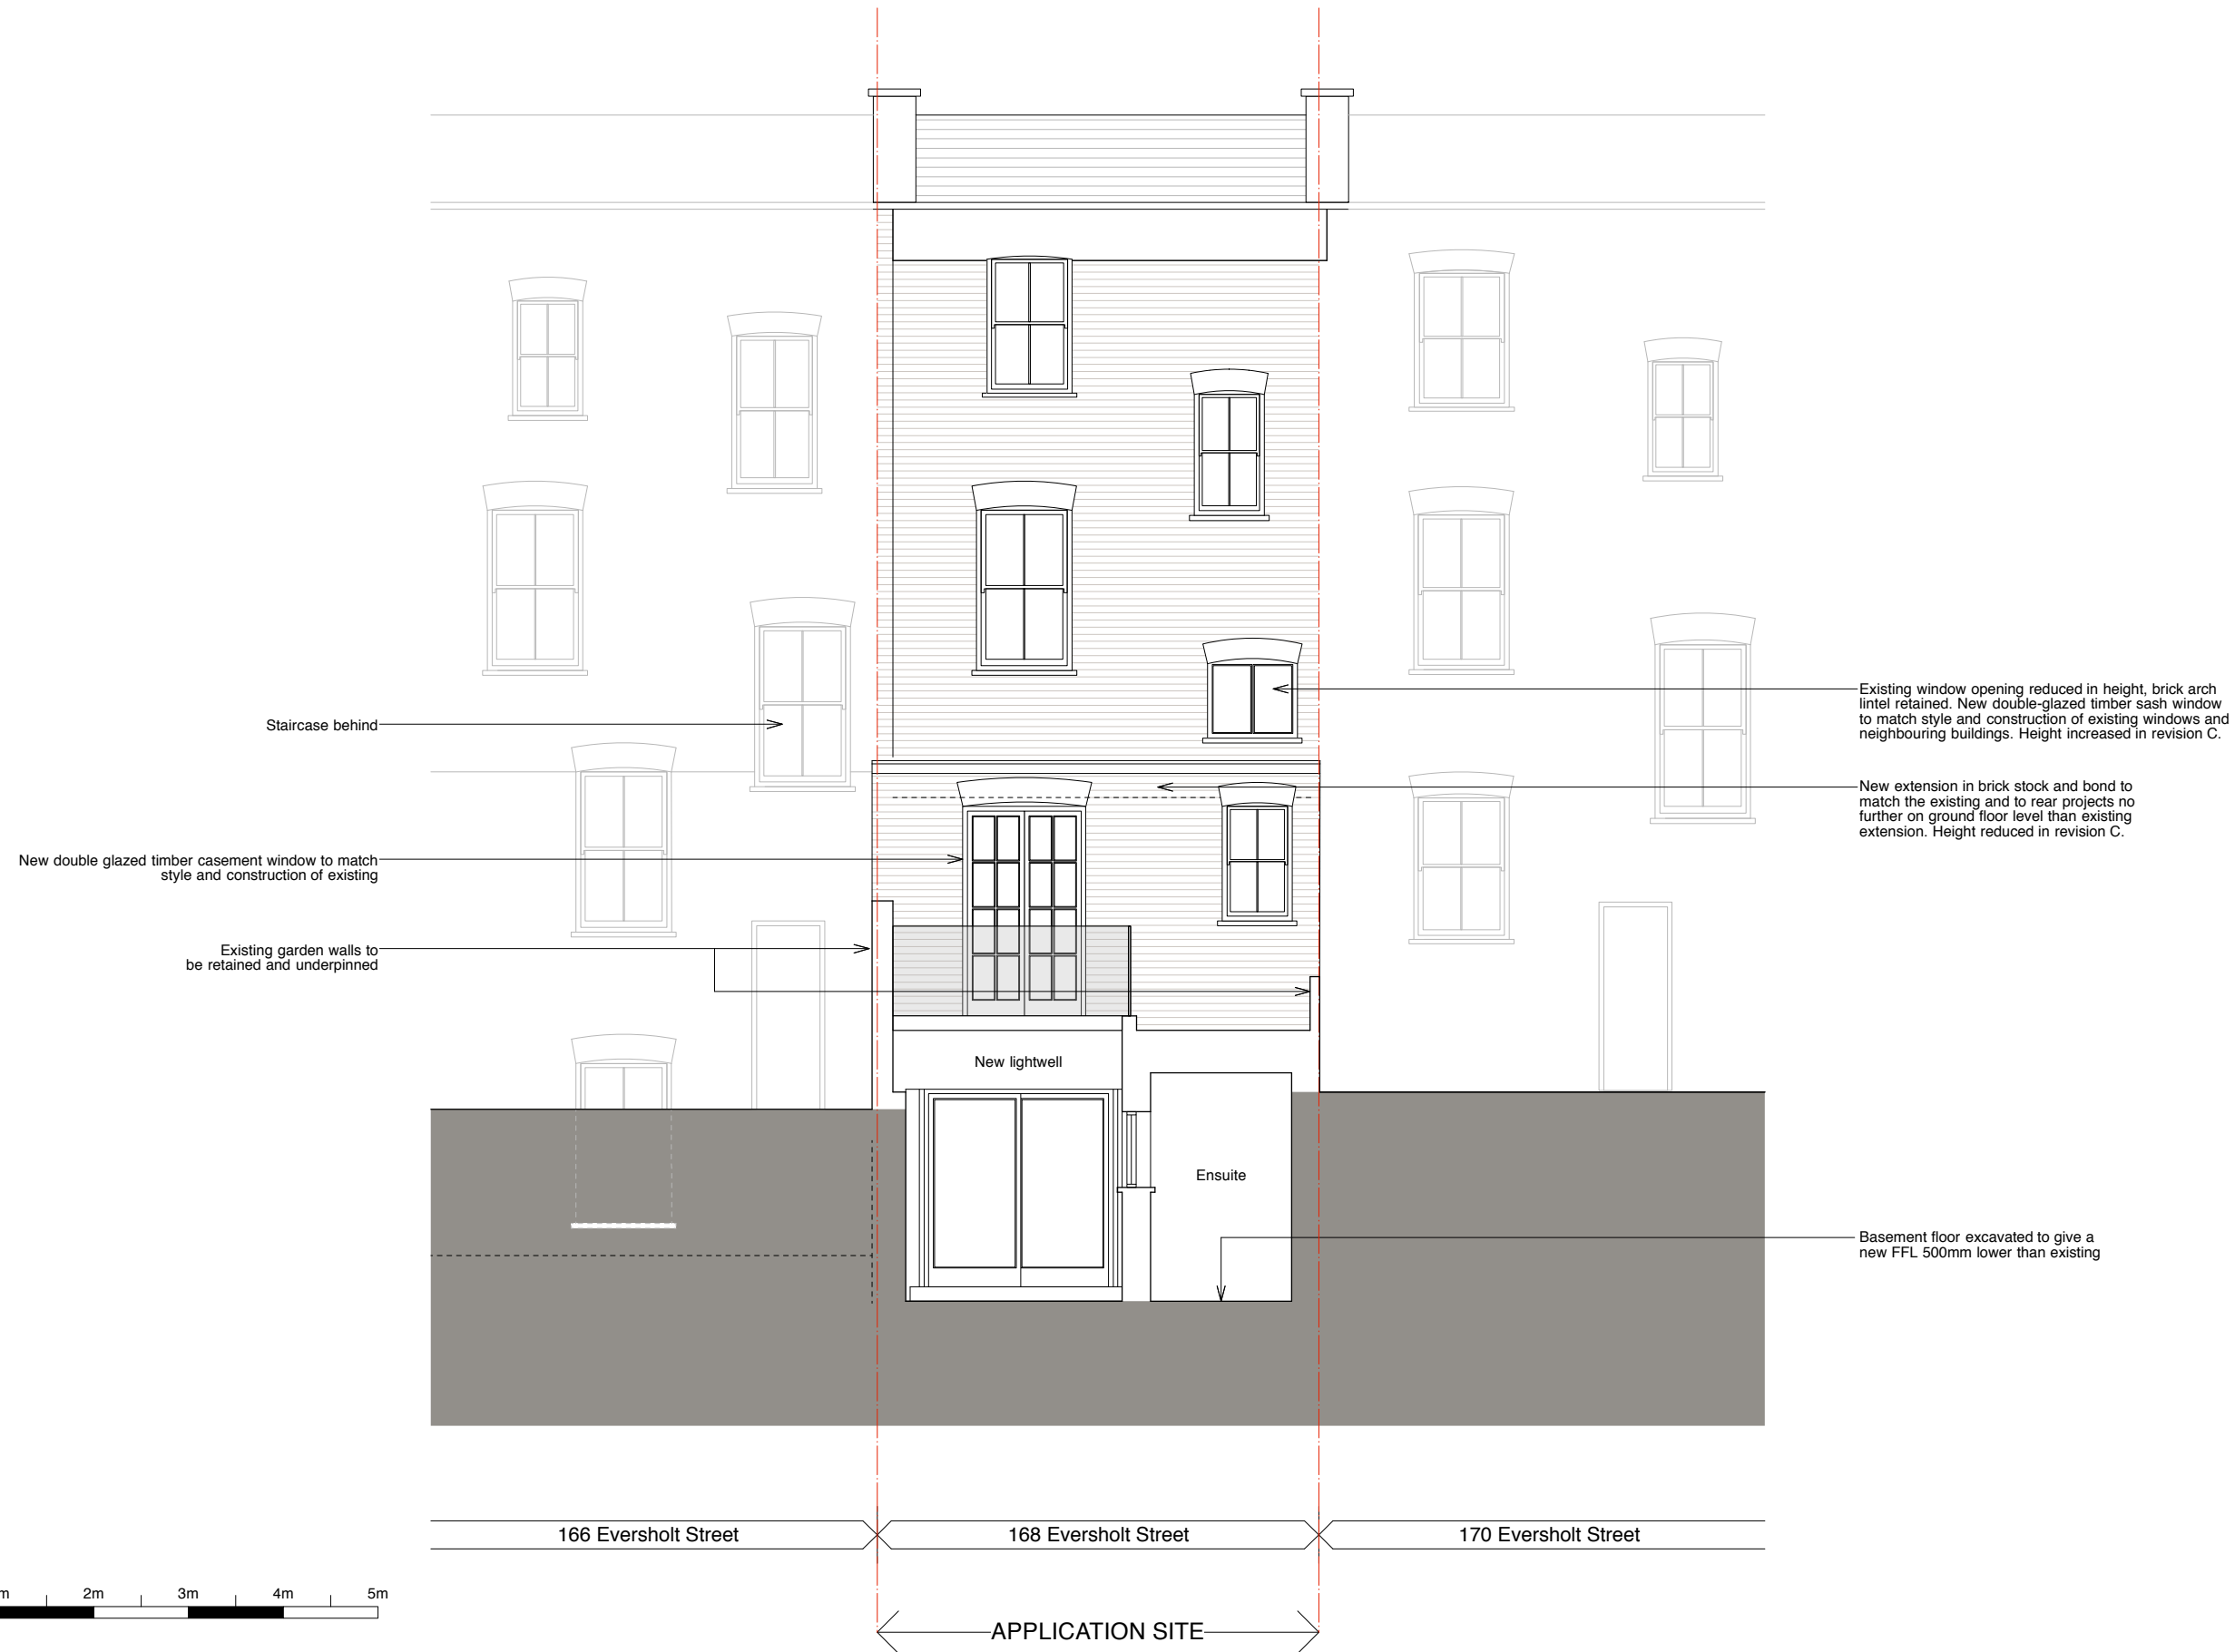 Existing window opening reduced in height, brick arch
lintel retained. New double-glazed timber sash window
to match style and construction of existing windows and
neighbouring buildings. Height increased in revision C.
Staircase behind
New extension in brick stock and bond to
match the existing and to rear projects no
further on ground floor level than existing
extension. Height reduced in revision C.
New double glazed timber casement window to match
style and construction of existing
Existing garden walls to
be retained and underpinned
New lightwell
Ensuite
Basement floor excavated to give a
new FFL 500mm lower than existing
166 Eversholt Street
168 Eversholt Street
170 Eversholt Street
m 2m 3m 4m 5m
APPLICATION SITE